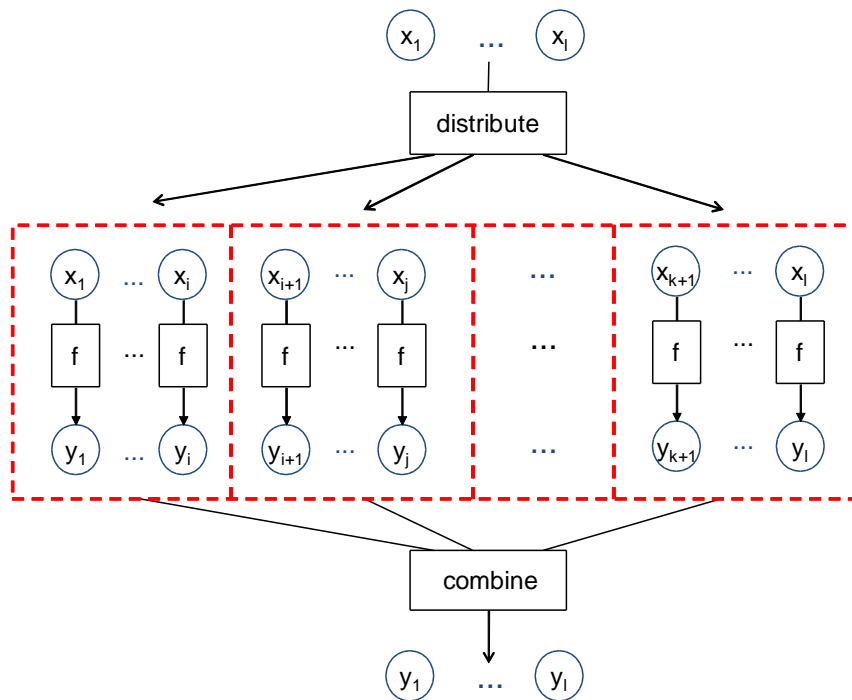 x₁ ... xₗ
distribute
x₁ ... xᵢ xᵢ₊₁ ... xⱼ ... xₖ₊₁ ... xₗ
f ... f f ... f ... f ... f
y₁ ... yᵢ yᵢ₊₁ ... yⱼ ... yₖ₊₁ ... yₗ
combine
y₁ ... yₗ